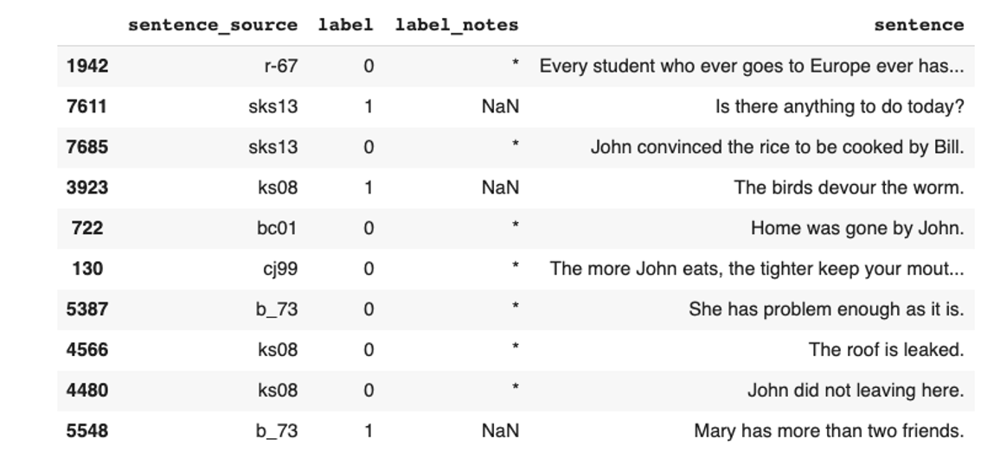 sentence_source label label_notes sentence
1942 r-67 0 * Every student who ever goes to Europe ever has...
7611 sks13 1 NaN Is there anything to do today?
7685 sks13 0 * John convinced the rice to be cooked by Bill.
3923 ks08 1 NaN The birds devour the worm.
722 bc01 0 * Home was gone by John.
130 cj99 0 * The more John eats, the tighter keep your mout...
5387 b_73 0 * She has problem enough as it is.
4566 ks08 0 * The roof is leaked.
4480 ks08 0 * John did not leaving here.
5548 b_73 1 NaN Mary has more than two friends.